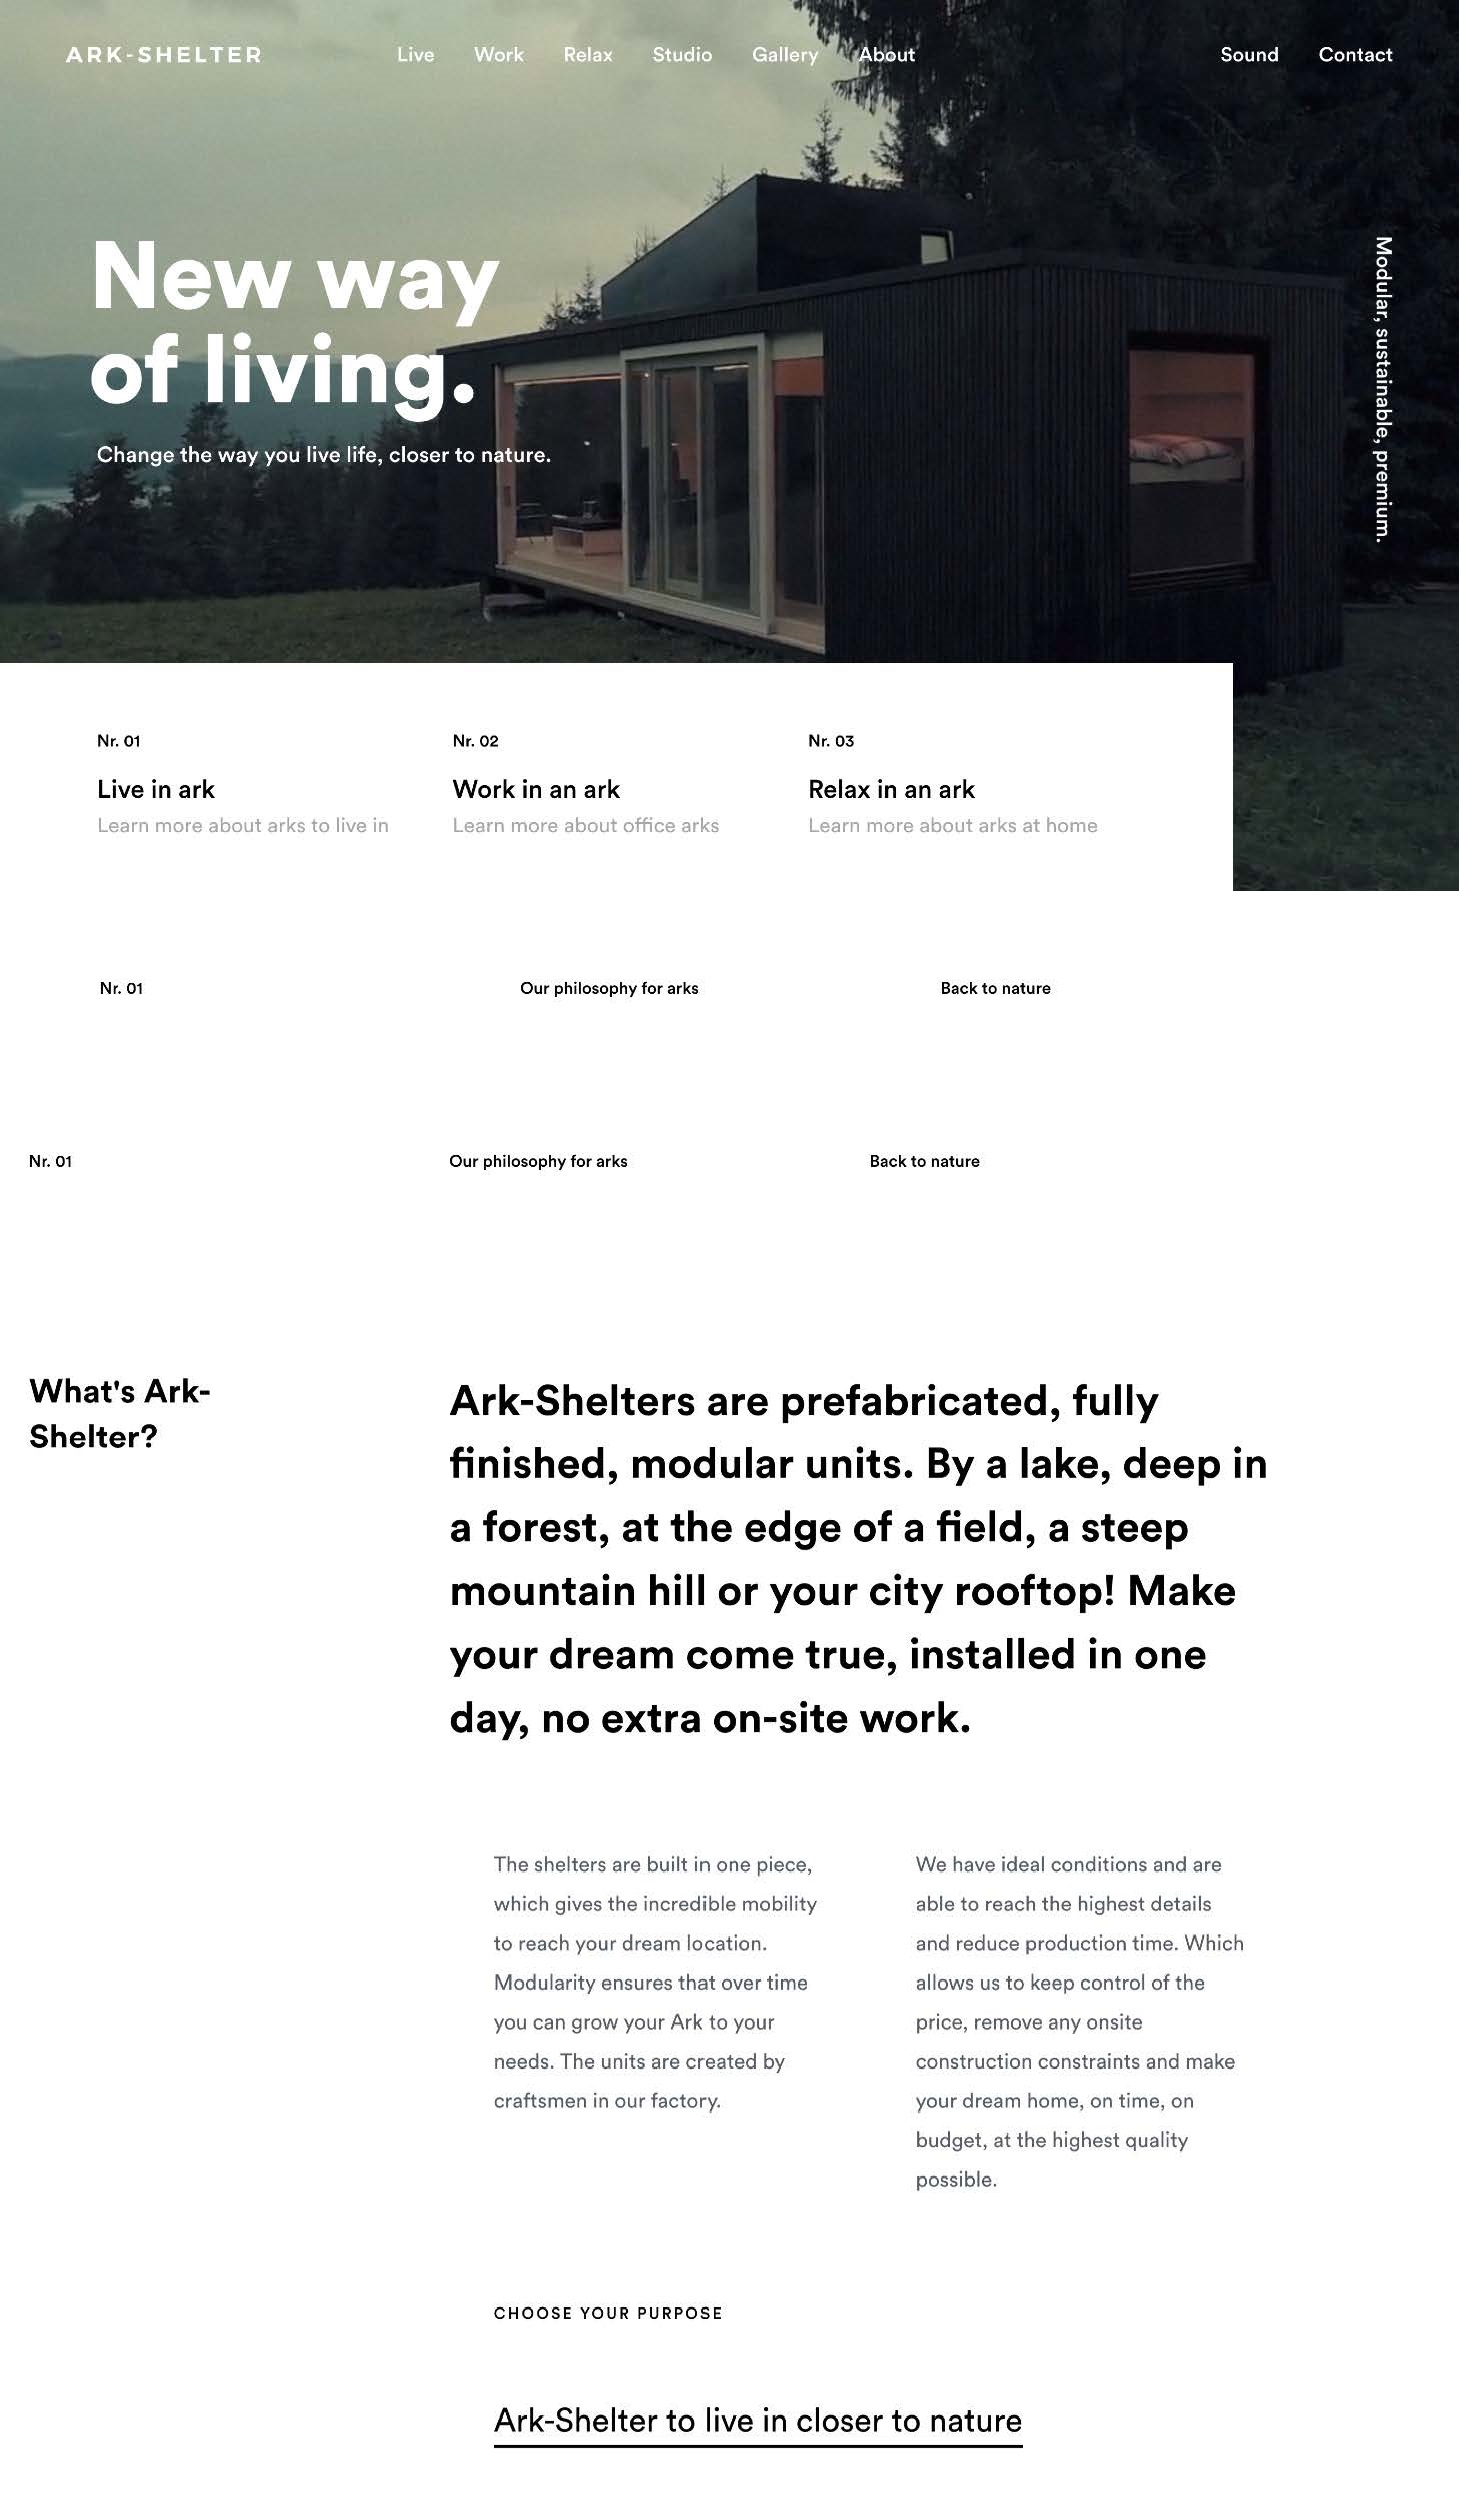 ARK-SHELTER
Live Work Relax Studio Gallery About
Sound Contact
New way
of living.
Change the way you live life, closer to nature.
Modular, sustainable, premium.
Nr. 01
Live in ark
Learn more about arks to live in
Nr. 02
Work in an ark
Learn more about office arks
Nr. 03
Relax in an ark
Learn more about arks at home
Nr. 01
Our philosophy for arks
Back to nature
Nr. 01
Our philosophy for arks
Back to nature
What's Ark-
Shelter?
Ark-Shelters are prefabricated, fully
finished, modular units. By a lake, deep in
a forest, at the edge of a field, a steep
mountain hill or your city rooftop! Make
your dream come true, installed in one
day, no extra on-site work.
The shelters are built in one piece,
which gives the incredible mobility
to reach your dream location.
Modularity ensures that over time
you can grow your Ark to your
needs. The units are created by
craftsmen in our factory.
We have ideal conditions and are
able to reach the highest details
and reduce production time. Which
allows us to keep control of the
price, remove any onsite
construction constraints and make
your dream home, on time, on
budget, at the highest quality
possible.
CHOOSE YOUR PURPOSE
Ark-Shelter to live in closer to nature